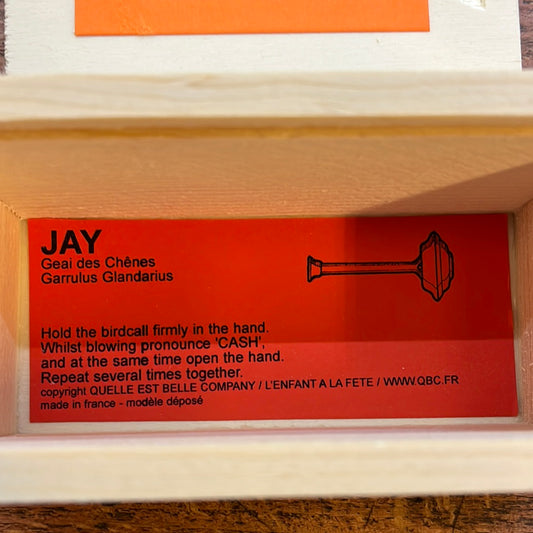 JAY
Geai des Chênes
Garrulus Glandarius
Hold the birdcall firmly in the hand.
Whilst blowing pronounce 'CASH',
and at the same time open the hand.
Repeat several times together.
copyright QUELLE EST BELLE COMPANY / L'ENFANT A LA FETE / WWW.QBC.FR
made in france - modèle déposé